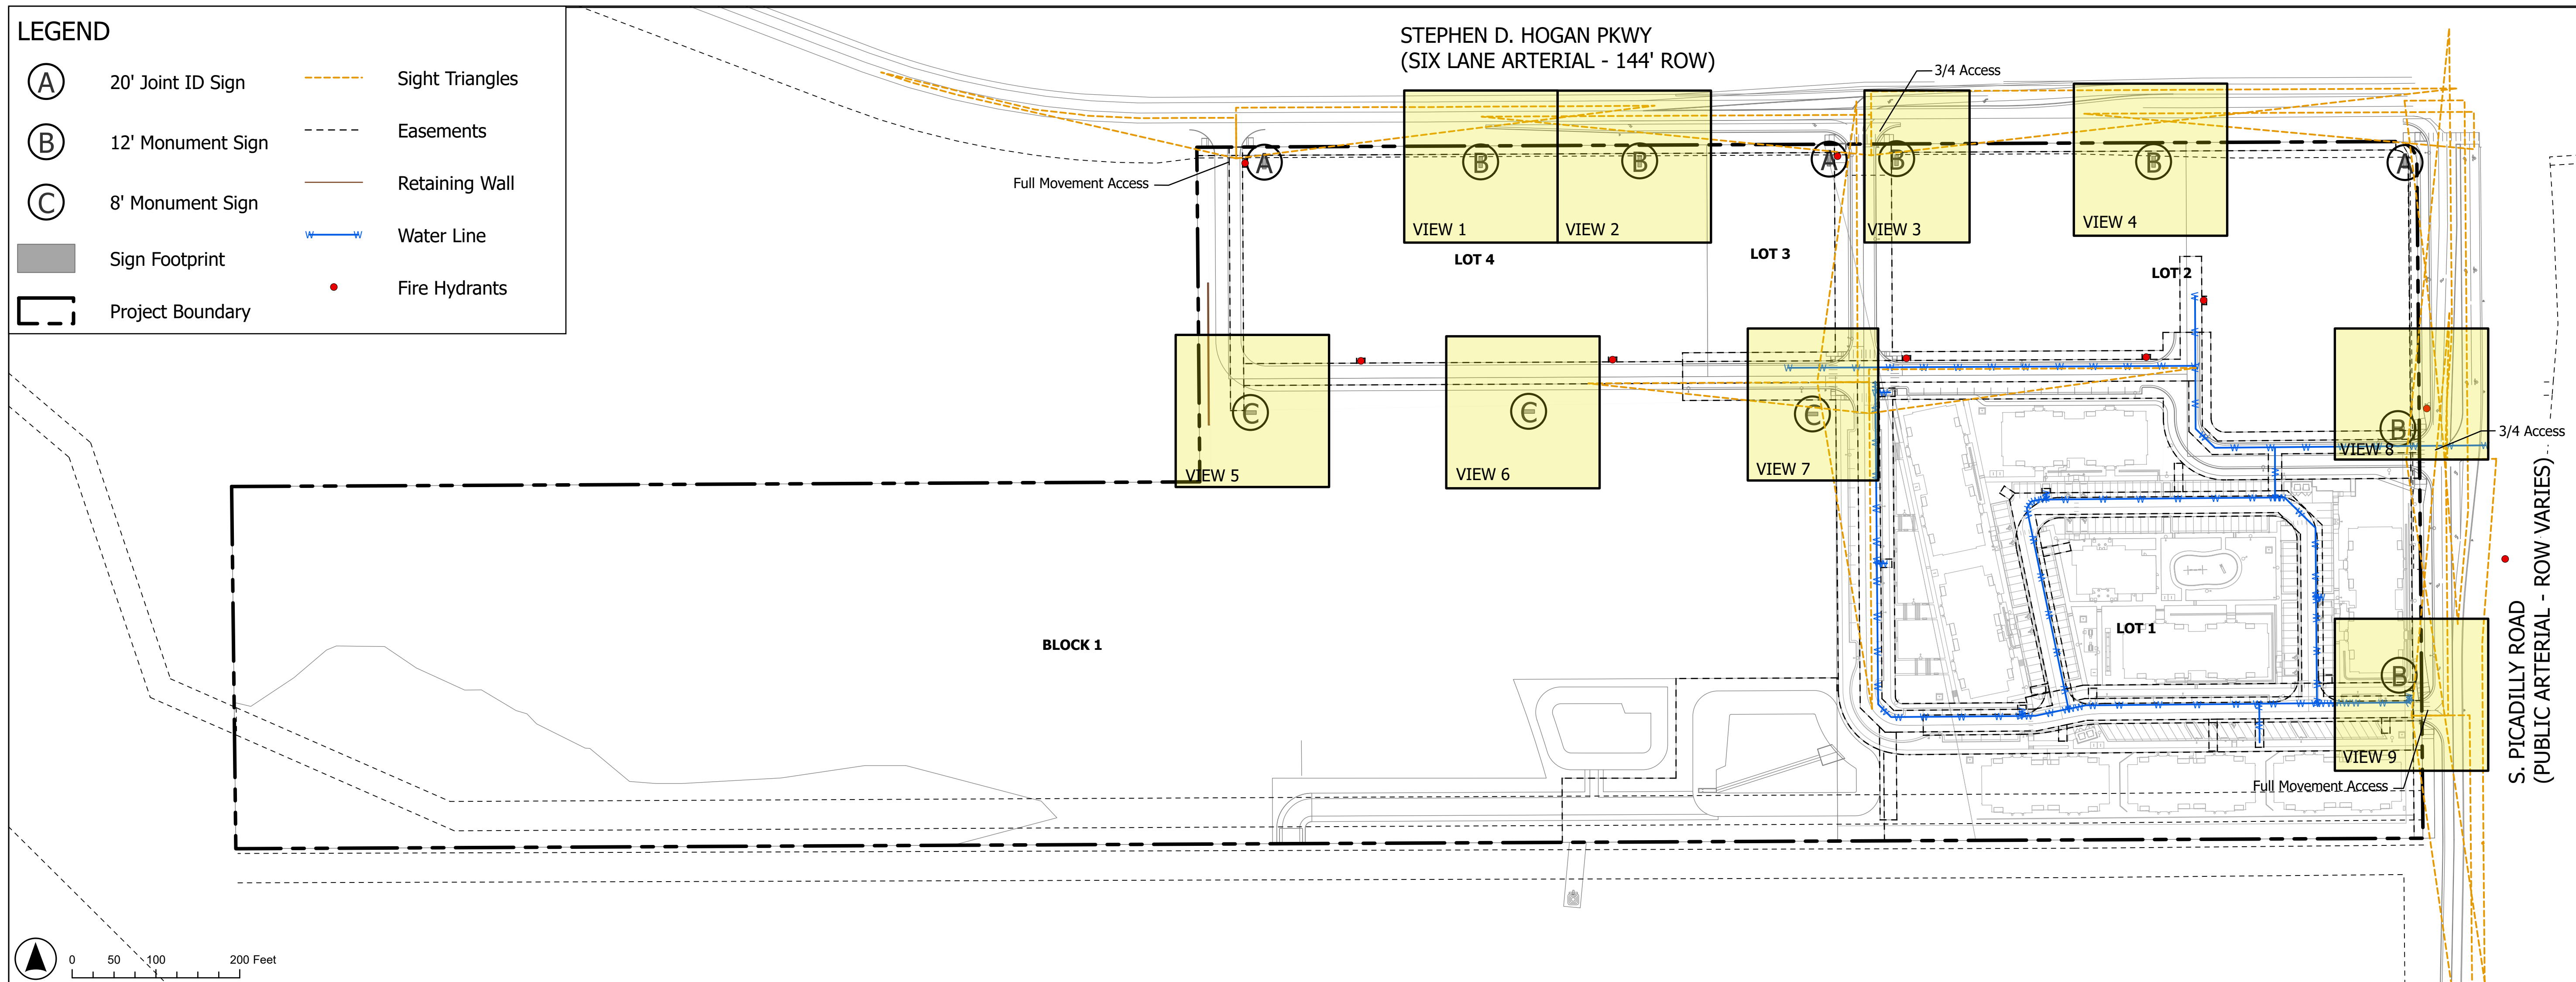 LEGEND
A 20' Joint ID Sign
B 12' Monument Sign
C 8' Monument Sign
Sign Footprint
Project Boundary
Sight Triangles
Easements
Retaining Wall
W W Water Line
Fire Hydrants
STEPHEN D. HOGAN PKWY
(SIX LANE ARTERIAL - 144' ROW)
3/4 Access
Full Movement Access
A
B
B
A
B
B
A
VIEW 1
VIEW 2
VIEW 3
VIEW 4
LOT 4
LOT 3
LOT 2
C
C
C
B
3/4 Access
VIEW 5
VIEW 6
VIEW 7
VIEW 8
BLOCK 1
LOT 1
B
VIEW 9
Full Movement Access
S. PICADILLY ROAD
(PUBLIC ARTERIAL - ROW VARIES)
0 50 100 200 Feet